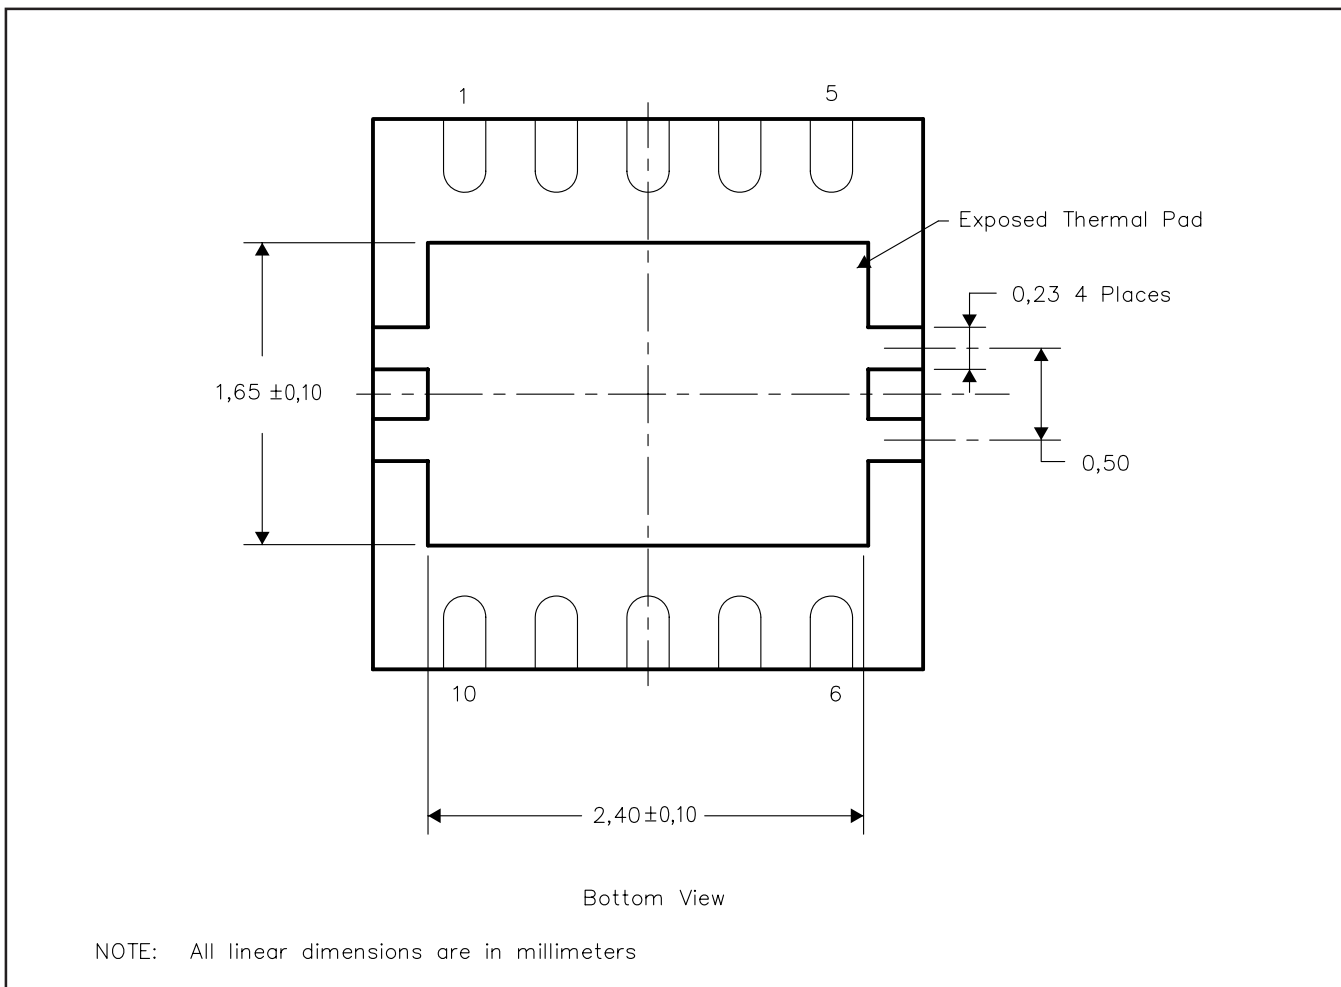 1
5
Exposed Thermal Pad
0,23 4 Places
1,65 ±0,10
0,50
10
6
2,40±0,10
Bottom View
NOTE: All linear dimensions are in millimeters